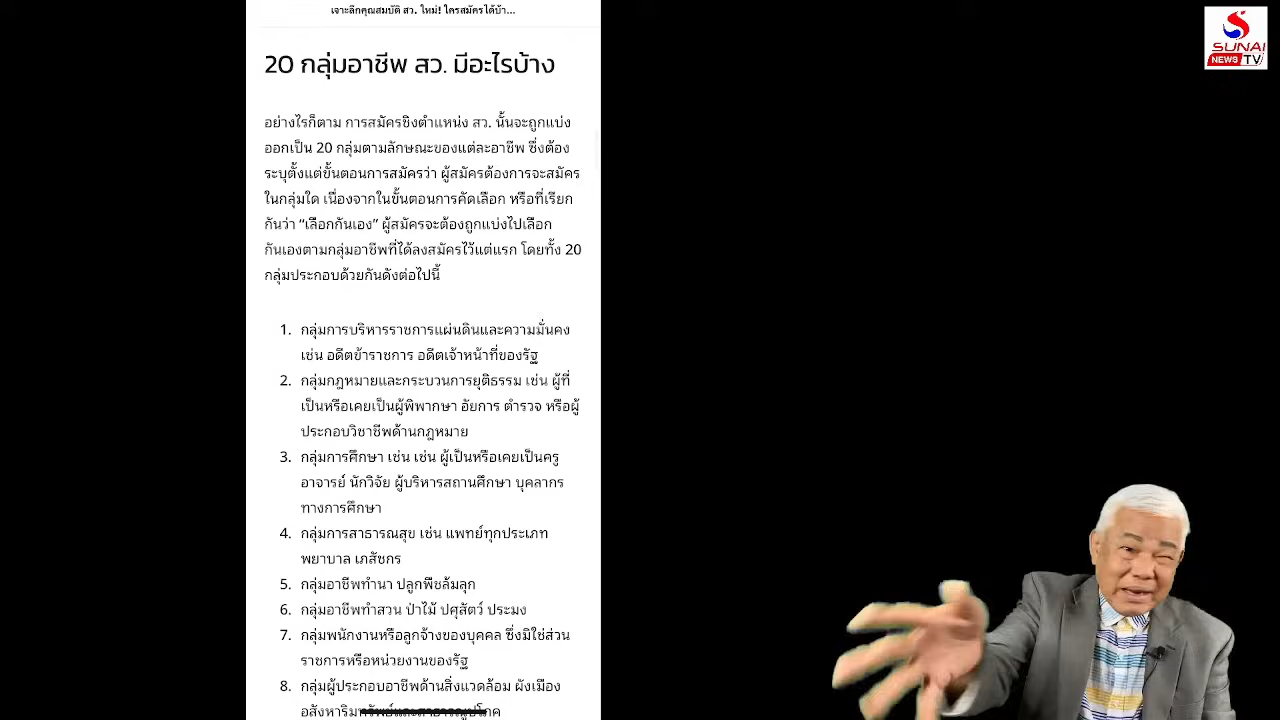 เจาะลึกคุณสมบัติ สว. ใหม่! ใครสมัครได้บ้า...
SUNAI
NEWS TV
20 กลุ่มอาชีพ สว. มีอะไรบ้าง
อย่างไรก็ตาม การสมัครชิงตำแหน่ง สว. นั้นจะถูกแบ่ง
ออกเป็น 20 กลุ่มตามลักษณะของแต่ละอาชีพ ซึ่งต้อง
ระบุตั้งแต่ขั้นตอนการสมัครว่า ผู้สมัครต้องการจะสมัคร
ในกลุ่มใด เนื่องจากในขั้นตอนการคัดเลือก หรือที่เรียก
กันว่า “เลือกกันเอง” ผู้สมัครจะต้องถูกแบ่งไปเลือก
กันเองตามกลุ่มอาชีพที่ได้ลงสมัครไว้แต่แรก โดยทั้ง 20
กลุ่มประกอบด้วยกันดังต่อไปนี้
1. กลุ่มการบริหารราชการแผ่นดินและความมั่นคง
เช่น อดีตข้าราชการ อดีตเจ้าหน้าที่ของรัฐ
2. กลุ่มกฎหมายและกระบวนการยุติธรรม เช่น ผู้ที่
เป็นหรือเคยเป็นผู้พิพากษา อัยการ ตำรวจ หรือผู้
ประกอบวิชาชีพด้านกฎหมาย
3. กลุ่มการศึกษา เช่น เช่น ผู้เป็นหรือเคยเป็นครู
อาจารย์ นักวิจัย ผู้บริหารสถานศึกษา บุคลากร
ทางการศึกษา
4. กลุ่มการสาธารณสุข เช่น แพทย์ทุกประเภท
พยาบาล เภสัชกร
5. กลุ่มอาชีพทำนา ปลูกพืชล้มลุก
6. กลุ่มอาชีพทำสวน ป่าไม้ ปศุสัตว์ ประมง
7. กลุ่มพนักงานหรือลูกจ้างของบุคคล ซึ่งมิใช่ส่วน
ราชการหรือหน่วยงานของรัฐ
8. กลุ่มผู้ประกอบอาชีพด้านสิ่งแวดล้อม ผังเมือง
อสังหาริมทรัพย์และสาธารณูปโภค